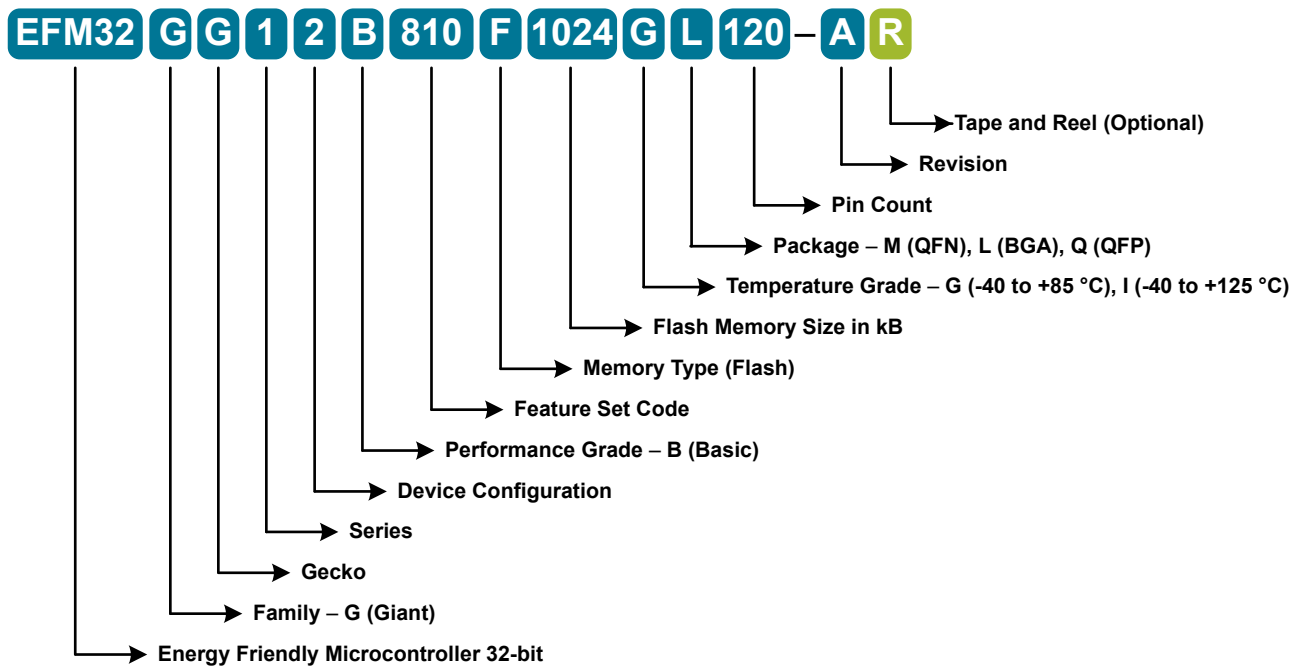 EFM32 G G 1 2 B 810 F 1024 G L 120 – A R
Tape and Reel (Optional)
Revision
Pin Count
Package – M (QFN), L (BGA), Q (QFP)
Temperature Grade – G (-40 to +85 °C), I (-40 to +125 °C)
Flash Memory Size in kB
Memory Type (Flash)
Feature Set Code
Performance Grade – B (Basic)
Device Configuration
Series
Gecko
Family – G (Giant)
Energy Friendly Microcontroller 32-bit